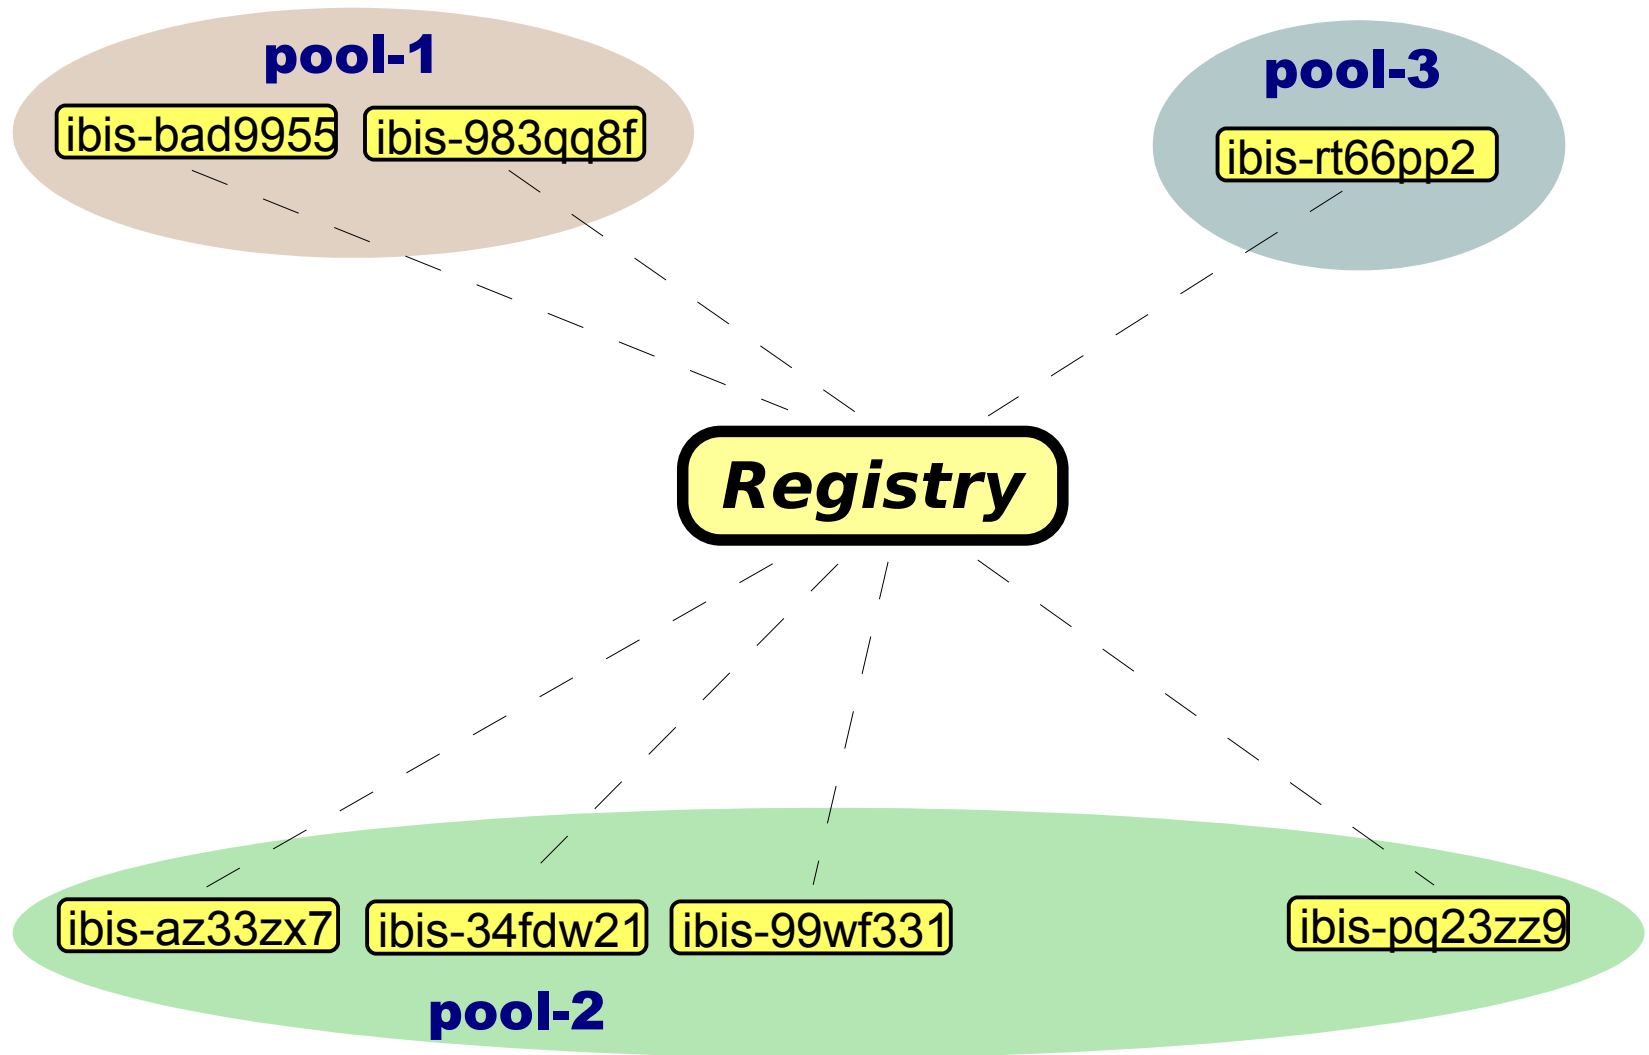 pool-1
pool-3
ibis-bad9955
ibis-983qq8f
ibis-rt66pp2
Registry
ibis-az33zx7
ibis-34fdw21
ibis-99wf331
ibis-pq23zz9
pool-2